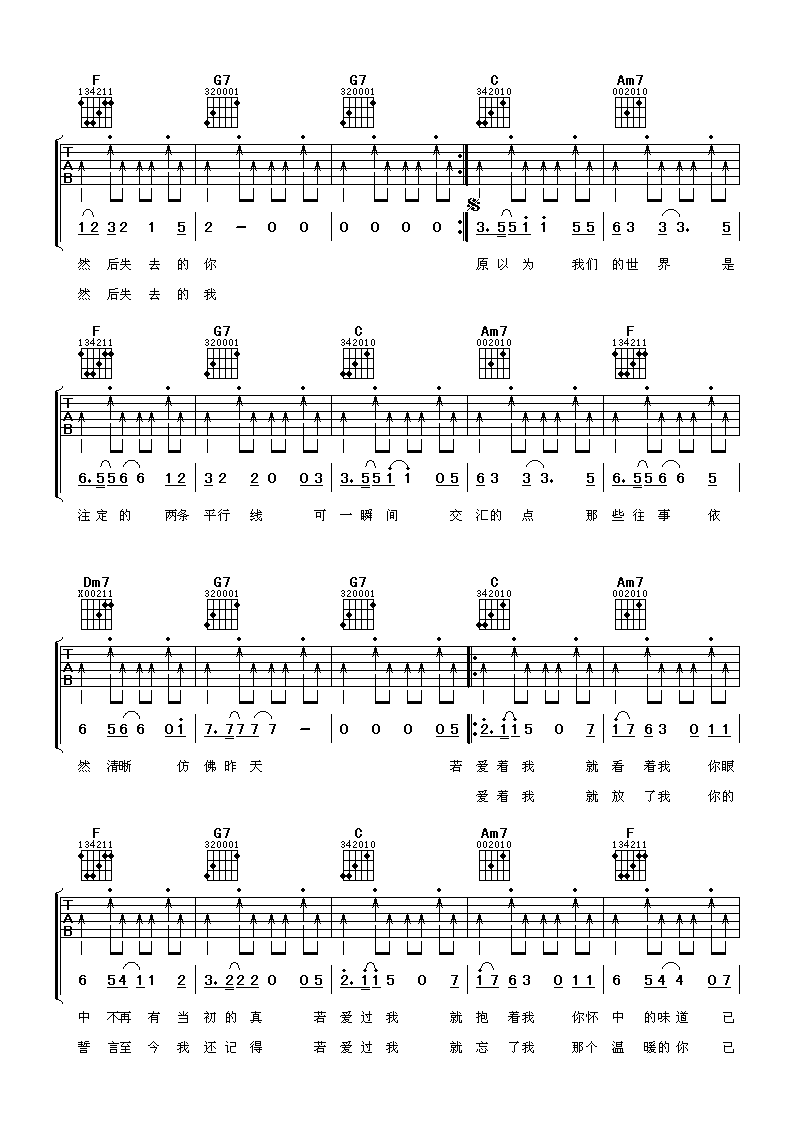 F G7 G7 C Am7
134211 320001 320001 342010 002010
T A B
1 2 3 2 1 5 2 - 0 0 0 0 0 0 3. 5 5 1 1 5 5 6 3 3 3. 5
然 后失 去 的 你 原 以 为 我们 的世 界 是
然 后失 去 的 我
F G7 C Am7 F
134211 320001 342010 002010 134211
T A B
6. 5 5 6 6 1 2 3 2 2 0 0 3 3. 5 5 1 1 0 5 6 3 3 3. 5 6. 5 5 6 6 5
注 定 的 两条 平行 线 可 一 瞬 间 交 汇的 点 那 些 往 事 依
Dm7 G7 G7 C Am7
X00211 320001 320001 342010 002010
T A B
6 5 6 6 0 1 7. 7 7 7 7 - 0 0 0 0 5 2. 1 1 5 0 7 1 7 6 3 0 1 1
然 清晰 仿 佛 昨 天 若 爱 着 我 就 看 着我 你眼
爱 着 我 就 放 了我 你的
F G7 C Am7 F
134211 320001 342010 002010 134211
T A B
6 5 4 1 1 2 3. 2 2 2 0 0 5 2. 1 1 5 0 7 1 7 6 3 0 1 1 6 5 4 4 0 7
中 不再 有 当 初 的 真 若 爱 过 我 就 抱 着我 你怀 中 的味 道 已
誓 言至 今 我 还 记 得 若 爱 过 我 就 忘 了我 那个 温 暖的 你 已